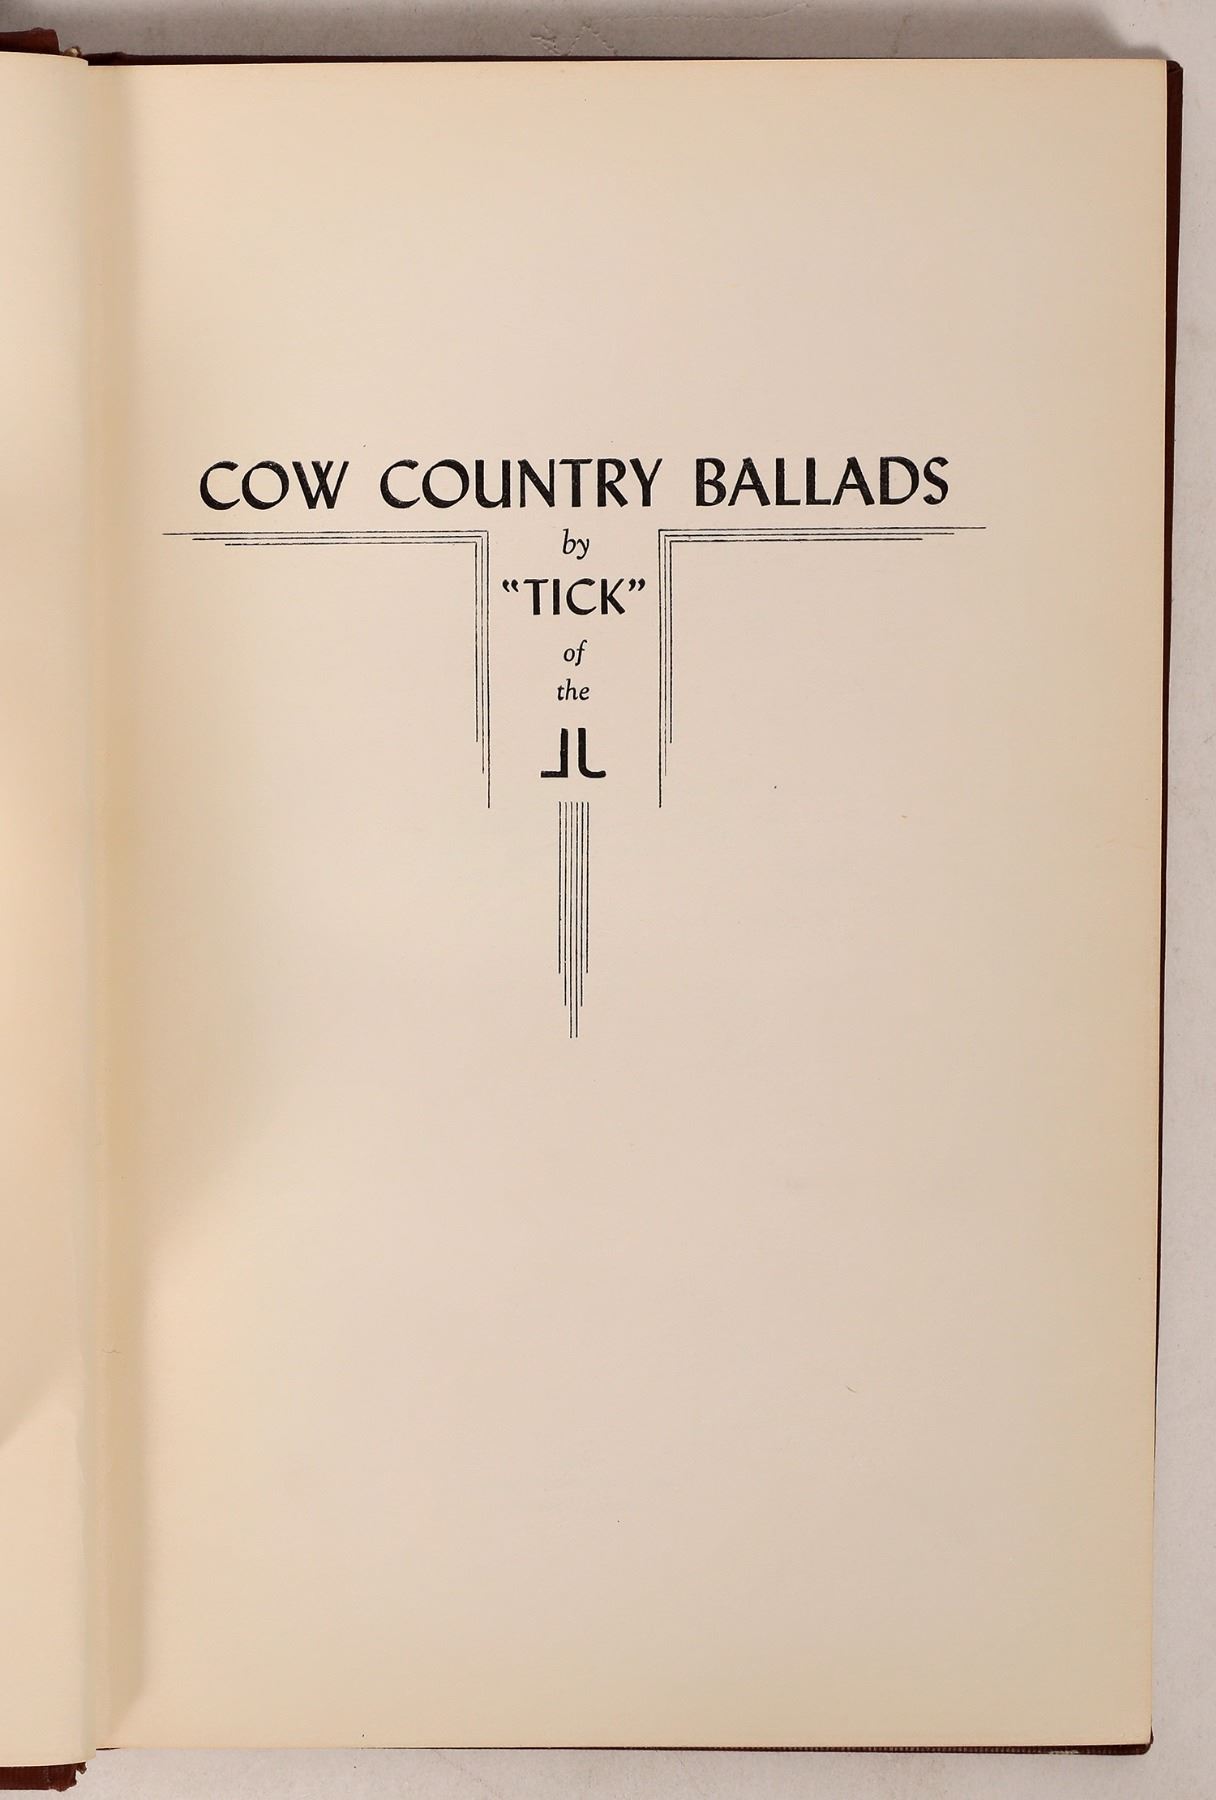 COW COUNTRY BALLADS
by
“TICK”
of
the